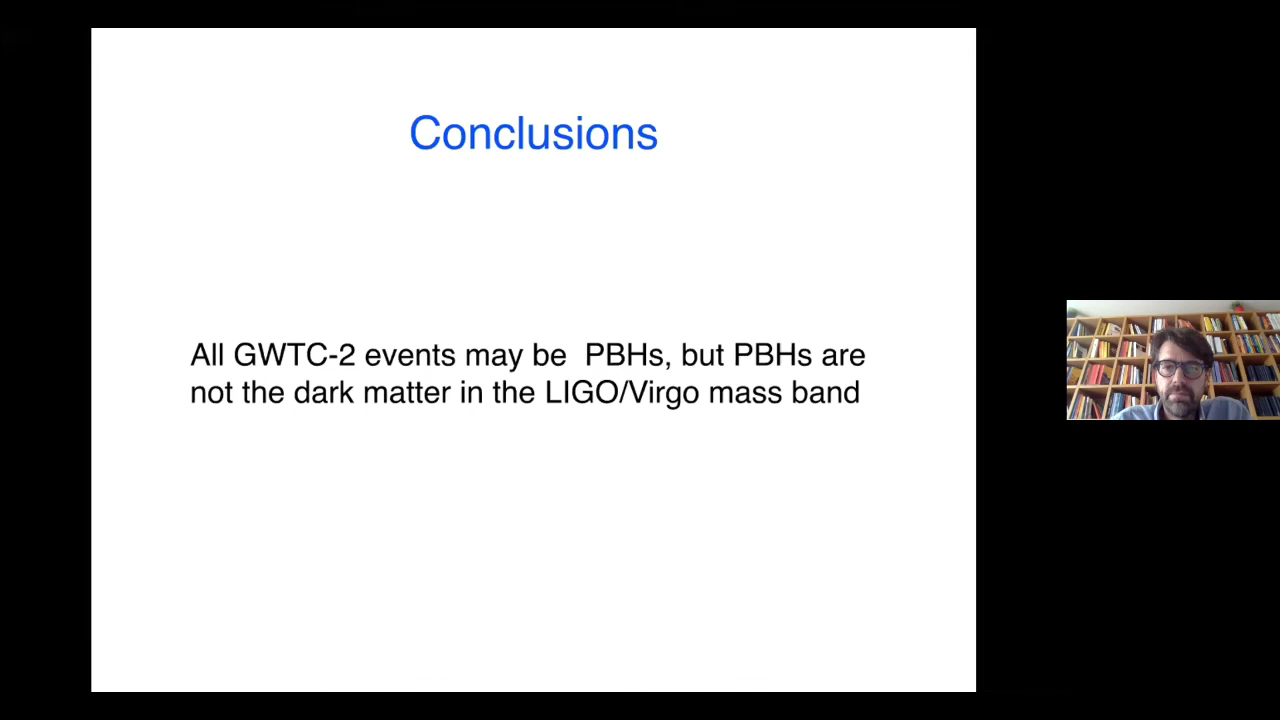 Conclusions
All GWTC-2 events may be  PBHs, but PBHs are
not the dark matter in the LIGO/Virgo mass band